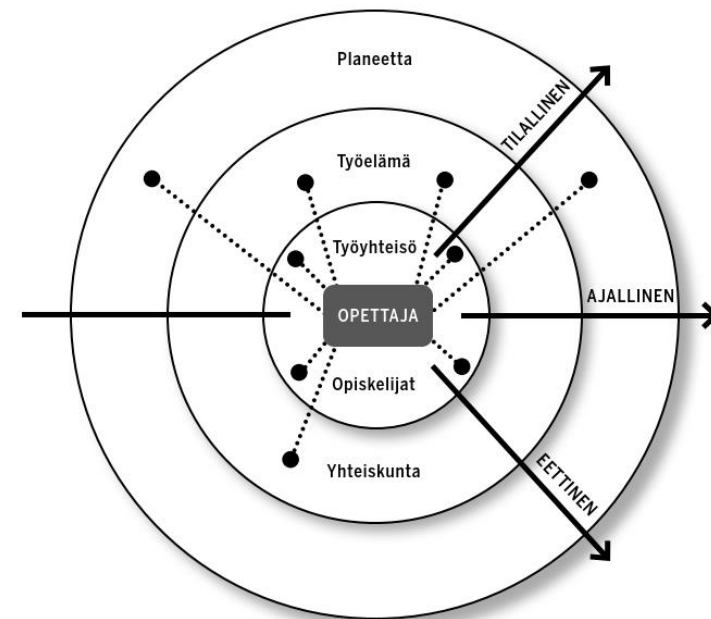 Planeetta
TILALLINEN
Työelämä
Työyhteisö
AJALLINEN
OPETTAJA
Opiskelijat
Yhteiskunta
EETTINEN